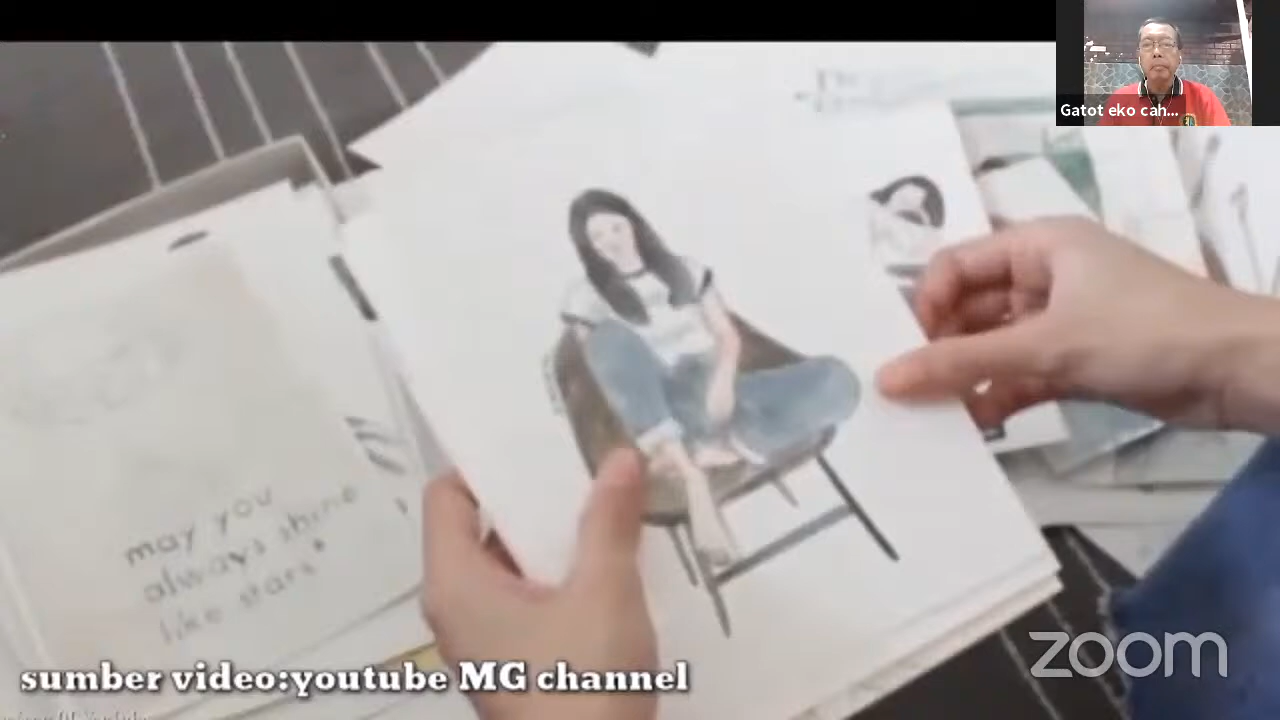 Gatot eko cah...
may you
always shine
like stars
sumber video:youtube MG channel
zoom